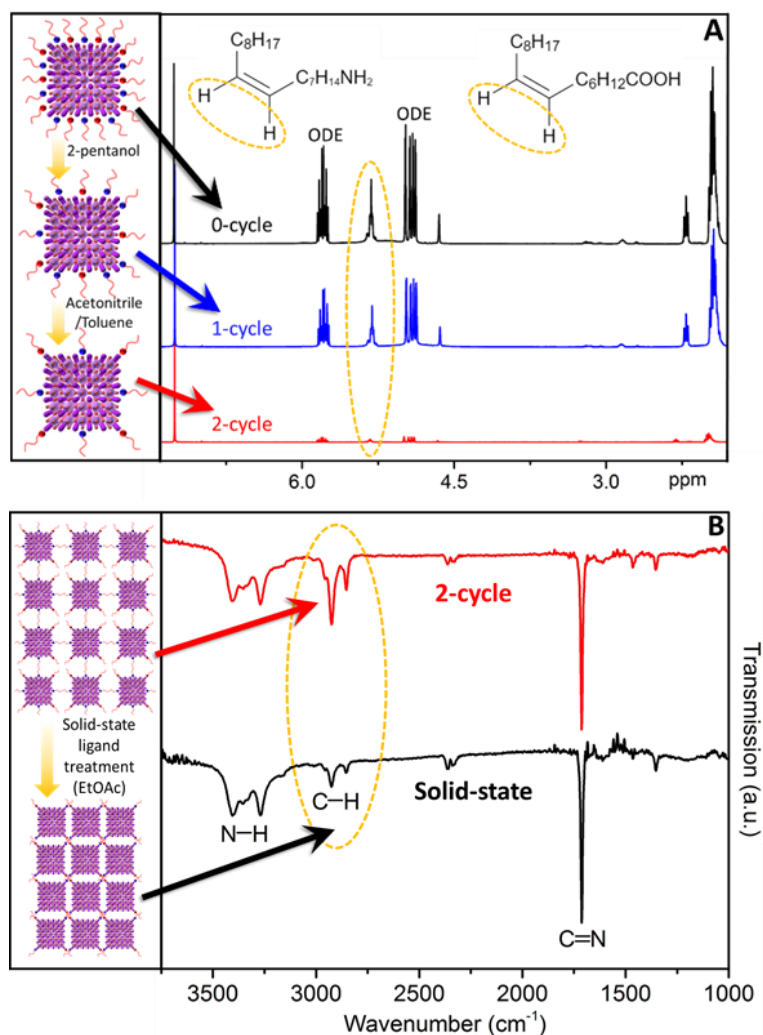 A
C8H17
C7H14NH2
H
H
C8H17
C6H12COOH
H
H
ODE
ODE
2-pentanol
Acetonitrile
/Toluene
0-cycle
1-cycle
2-cycle
6.0
4.5
3.0
ppm
B
2-cycle
Solid-state
ligand
treatment
(EtOAc)
N—H
C—H
Solid-state
C=N
Transmission (a.u.)
3500
3000
2500
2000
1500
1000
Wavenumber (cm-1)